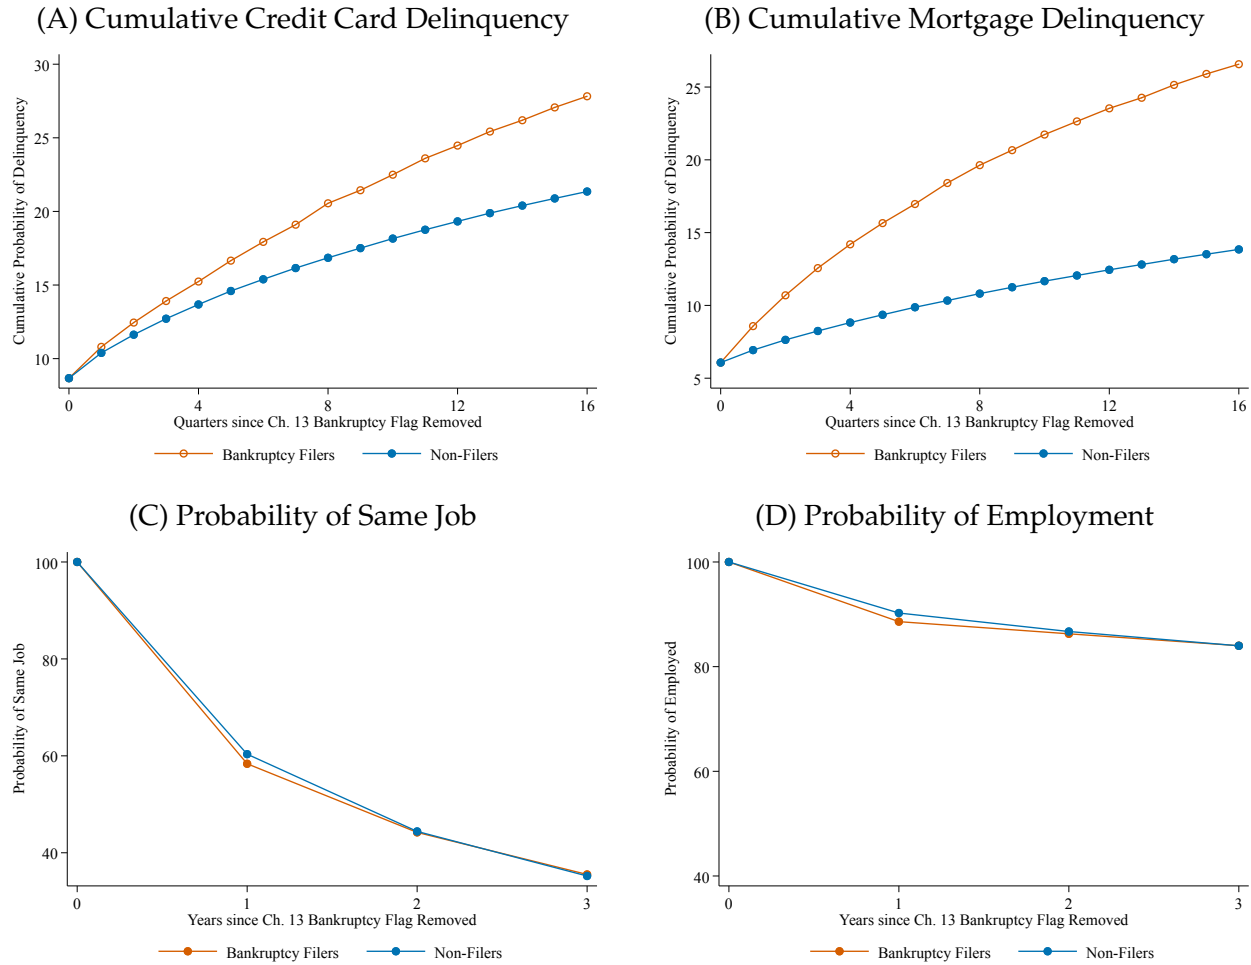 (A) Cumulative Credit Card Delinquency
Cumulative Probability of Delinquency
30
25
20
15
10
0 4 8 12 16
Quarters since Ch. 13 Bankruptcy Flag Removed
Bankruptcy Filers Non-Filers
(B) Cumulative Mortgage Delinquency
Cumulative Probability of Delinquency
25
20
15
10
5
0 4 8 12 16
Quarters since Ch. 13 Bankruptcy Flag Removed
Bankruptcy Filers Non-Filers
(C) Probability of Same Job
Probability of Same Job
100
80
60
40
0 1 2 3
Years since Ch. 13 Bankruptcy Flag Removed
Bankruptcy Filers Non-Filers
(D) Probability of Employment
Probability of Employed
100
80
60
40
0 1 2 3
Years since Ch. 13 Bankruptcy Flag Removed
Bankruptcy Filers Non-Filers